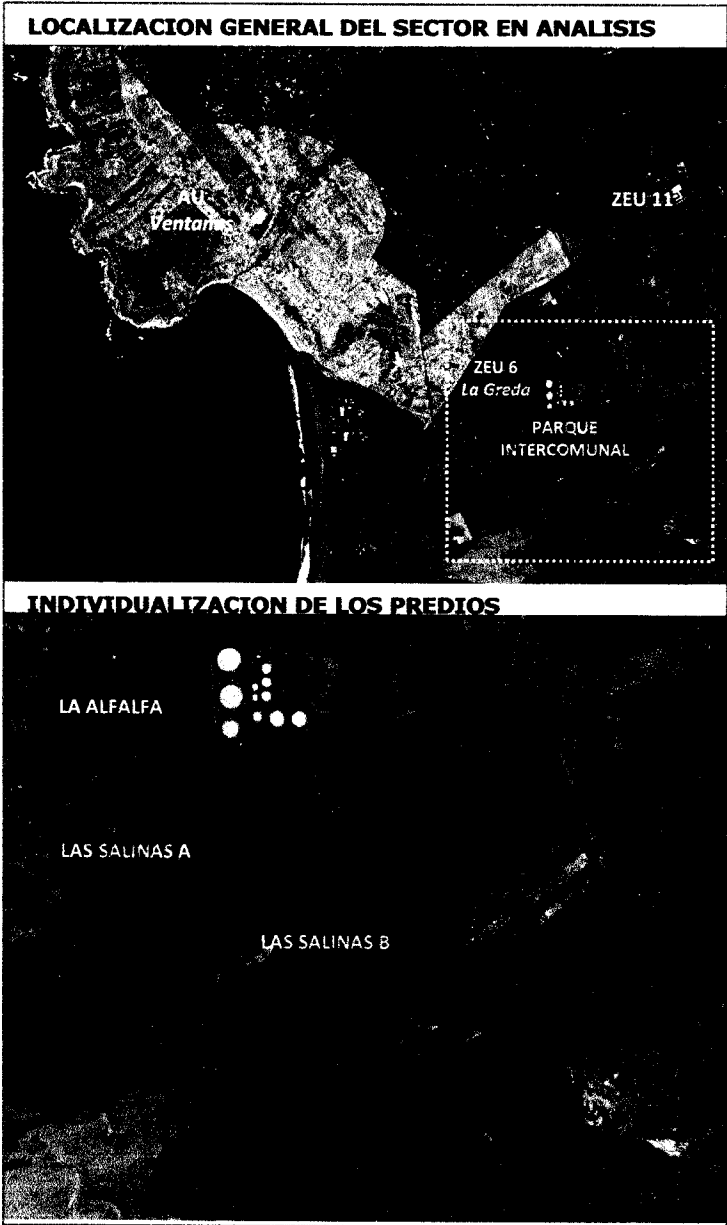 LOCALIZACION GENERAL DEL SECTOR EN ANALISIS
AU
Ventanas
ZEU 11
ZEU 6
La Greda
PARQUE
INTERCOMUNAL
INDIVIDUALIZACION DE LOS PREDIOS
LA ALFALFA
LAS SALINAS A
LAS SALINAS B